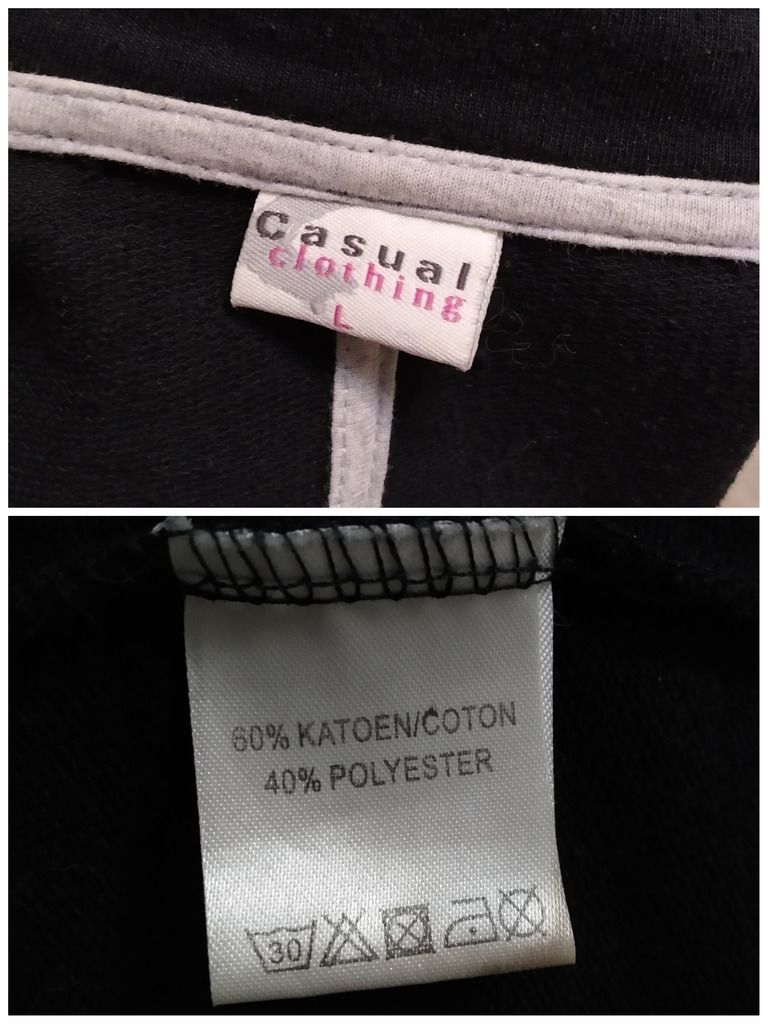 Casual
clothing
L
60% KATOEN/COTON
40% POLYESTER
30